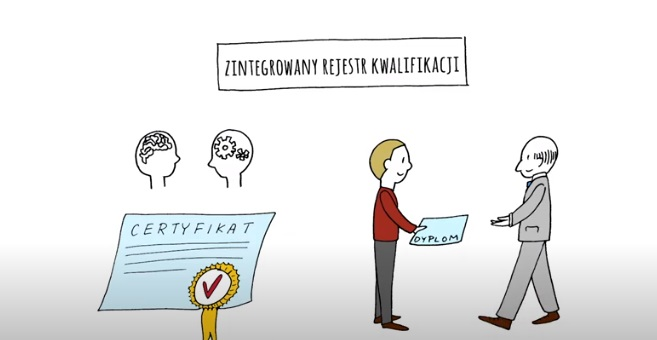 ZINTEGROWANY REJESTR KWALIFIKACJI
CERTYFIKAT
DYPLOM